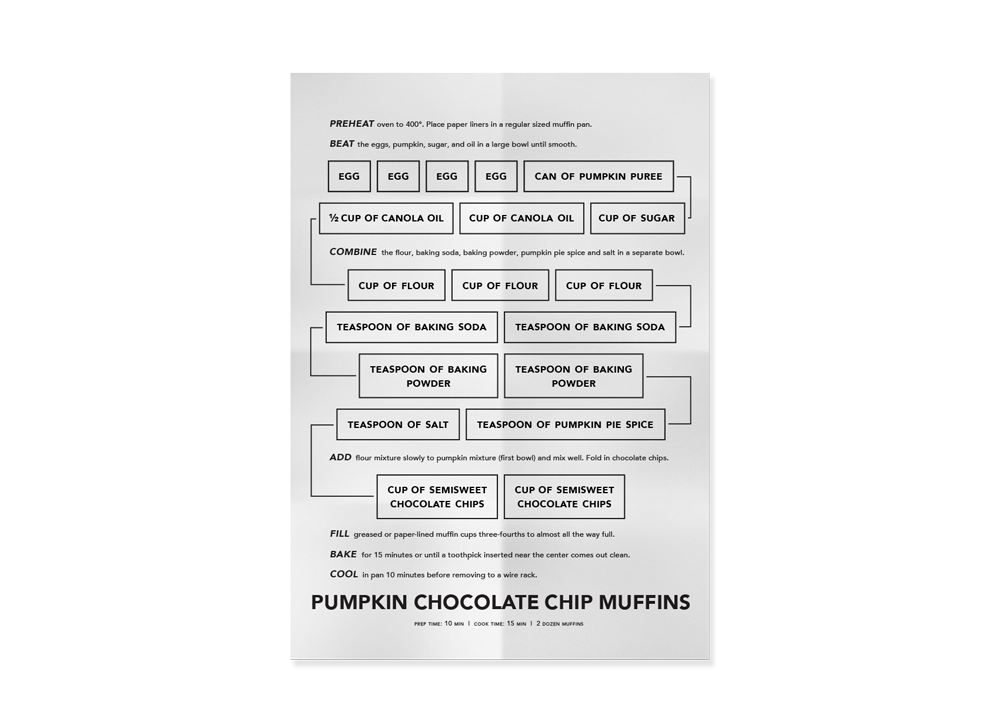 PREHEAT oven to 400°. Place paper liners in a regular sized muffin pan.
BEAT the eggs, pumpkin, sugar, and oil in a large bowl until smooth.
EGG EGG EGG EGG CAN OF PUMPKIN PUREE
½ CUP OF CANOLA OIL CUP OF CANOLA OIL CUP OF SUGAR
COMBINE the flour, baking soda, baking powder, pumpkin pie spice and salt in a separate bowl.
CUP OF FLOUR CUP OF FLOUR CUP OF FLOUR
TEASPOON OF BAKING SODA TEASPOON OF BAKING SODA
TEASPOON OF BAKING
POWDER
TEASPOON OF BAKING
POWDER
TEASPOON OF SALT TEASPOON OF PUMPKIN PIE SPICE
ADD flour mixture slowly to pumpkin mixture (first bowl) and mix well. Fold in chocolate chips.
CUP OF SEMISWEET
CHOCOLATE CHIPS
CUP OF SEMISWEET
CHOCOLATE CHIPS
FILL greased or paper-lined muffin cups three-fourths to almost all the way full.
BAKE for 15 minutes or until a toothpick inserted near the center comes out clean.
COOL in pan 10 minutes before removing to a wire rack.
PUMPKIN CHOCOLATE CHIP MUFFINS
PREP TIME: 10 MIN | COOK TIME: 15 MIN | 2 DOZEN MUFFINS